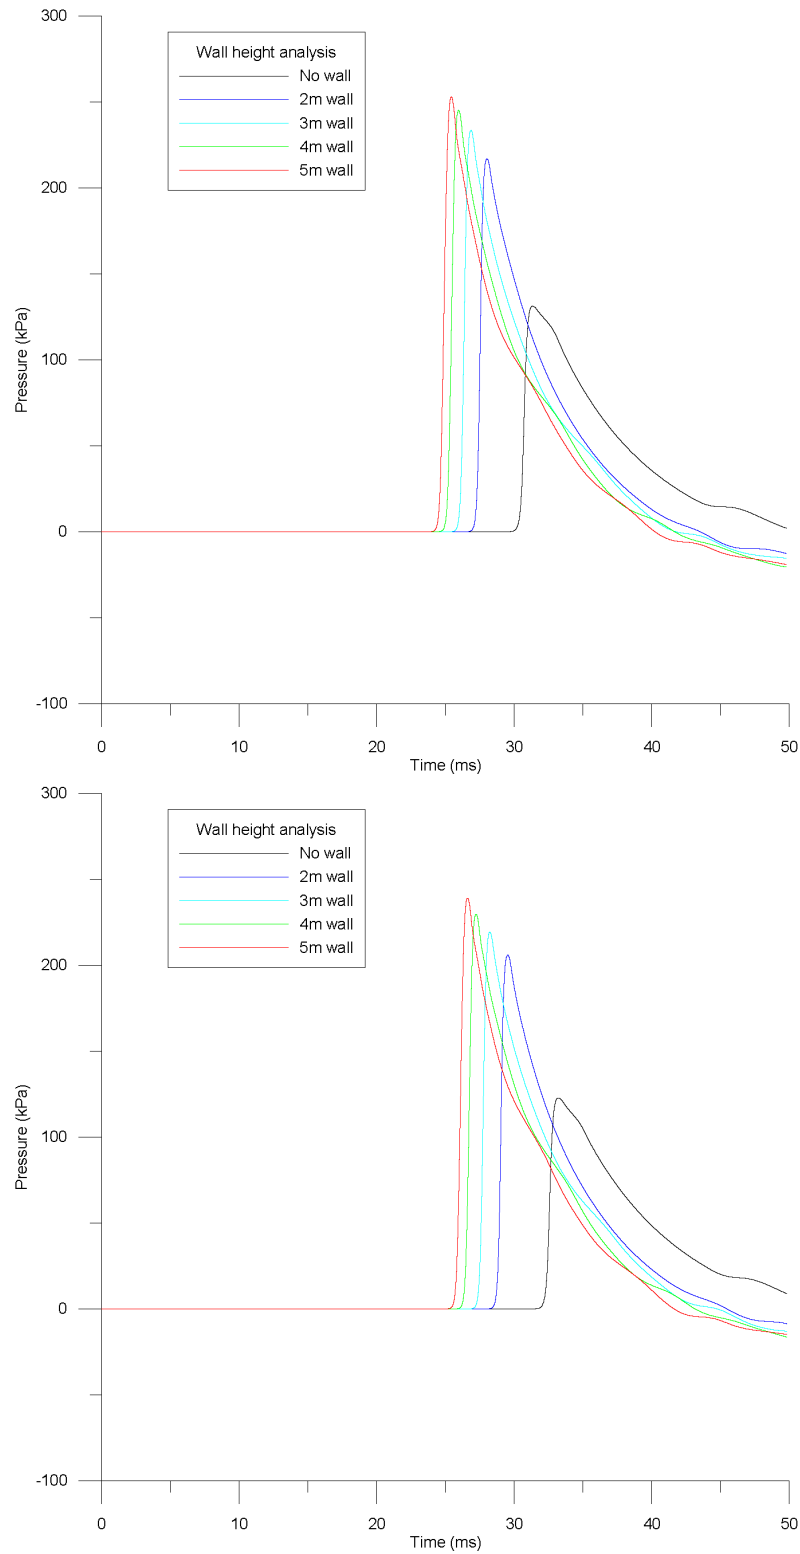 300
Wall height analysis
No wall
2m wall
3m wall
4m wall
5m wall
200
100
0
-100
Pressure (kPa)
0 10 20 30 40 50
Time (ms)
300
Wall height analysis
No wall
2m wall
3m wall
4m wall
5m wall
200
100
0
-100
Pressure (kPa)
0 10 20 30 40 50
Time (ms)